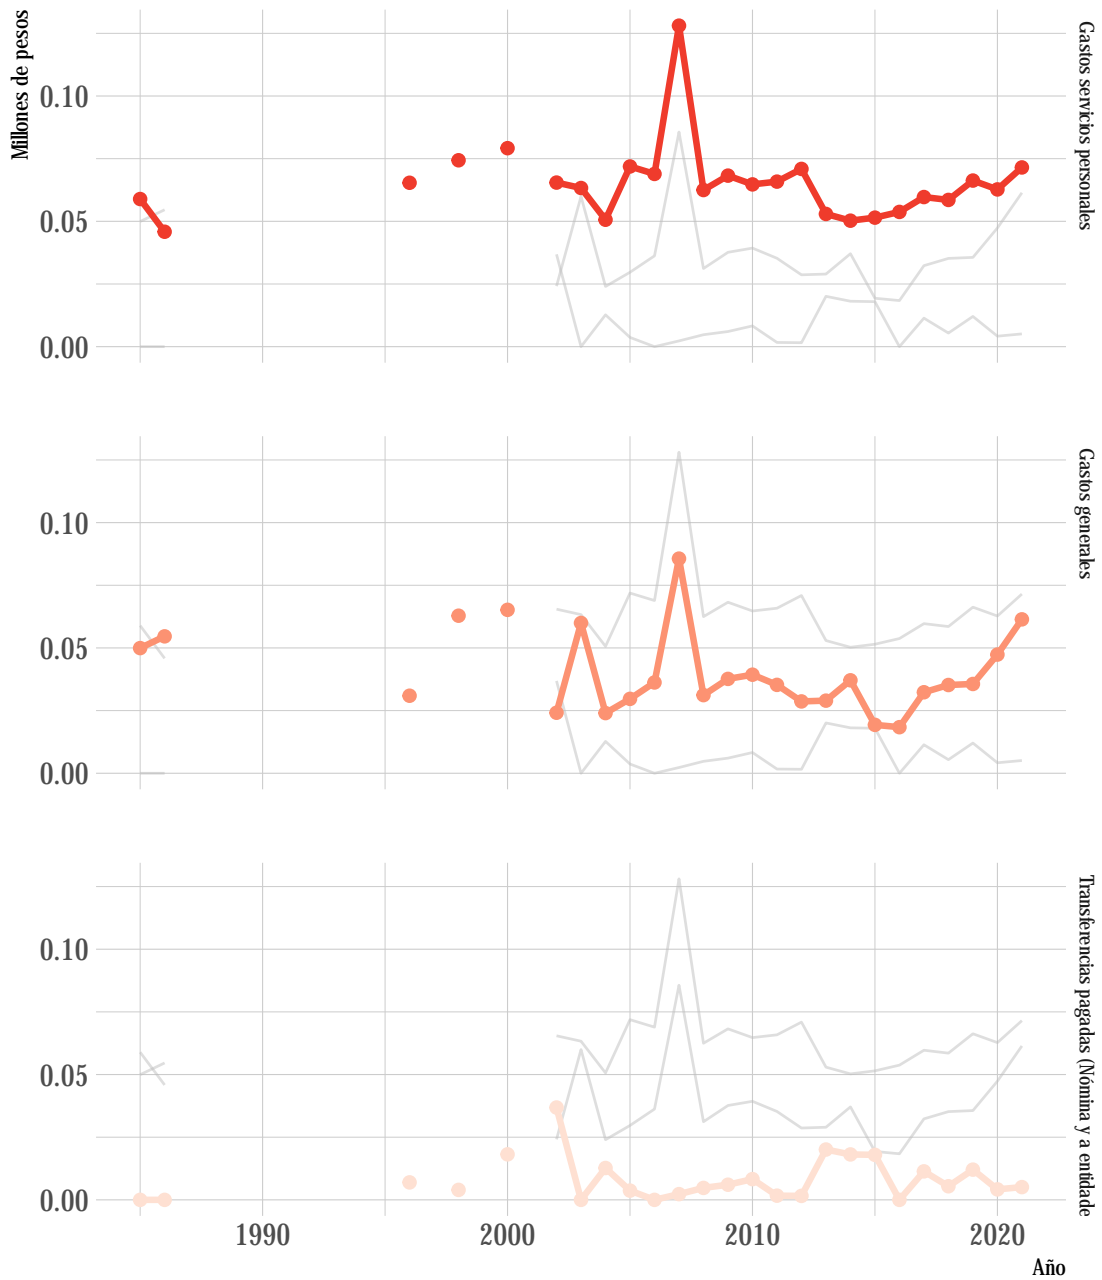 Millones de pesos
0.10
0.05
0.00
Gastos servicios personales
0.10
0.05
0.00
Gastos generales
0.10
0.05
0.00
Transferencias pagadas (Nómina y a entidade
1990
2000
2010
2020
Año